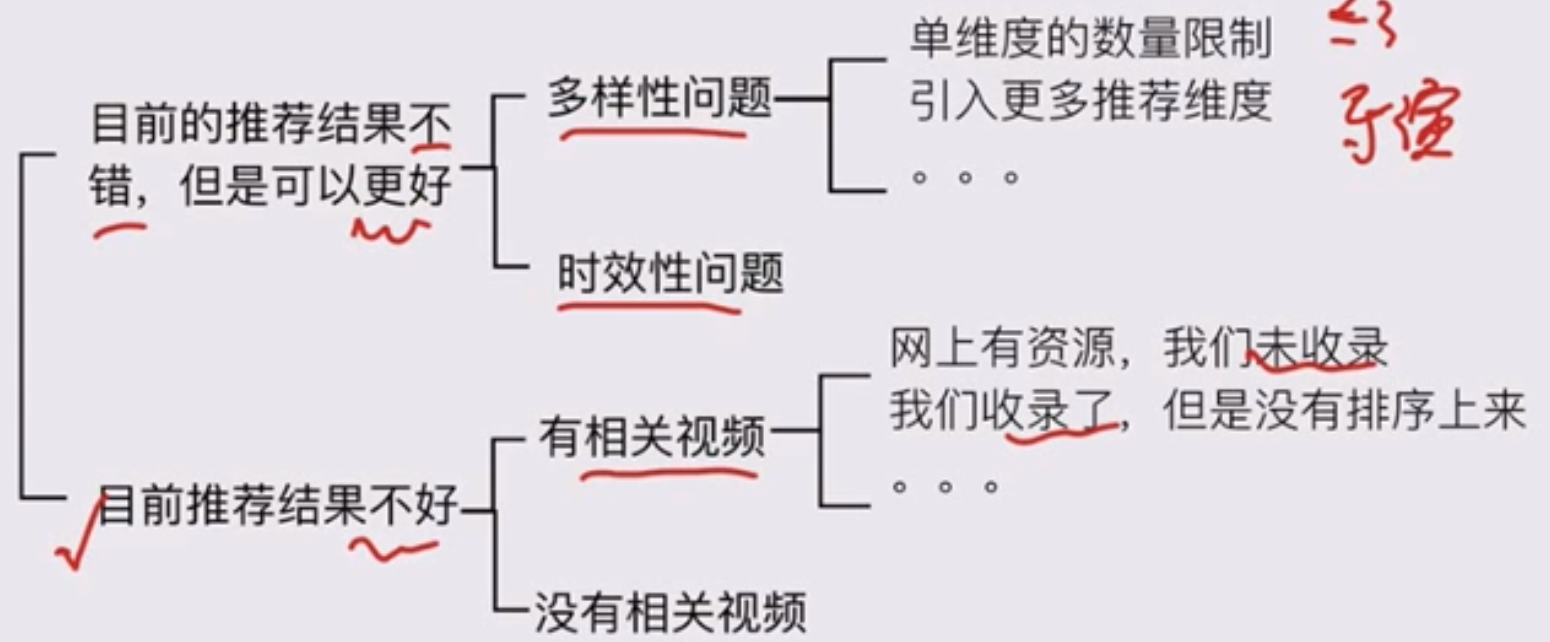 单维度的数量限制
引入更多推荐维度
。。。
多样性问题
目前的推荐结果不
错，但是可以更好
时效性问题
导演
网上有资源，我们未收录
我们收录了，但是没有排序上来
。。。
有相关视频
目前推荐结果不好
没有相关视频